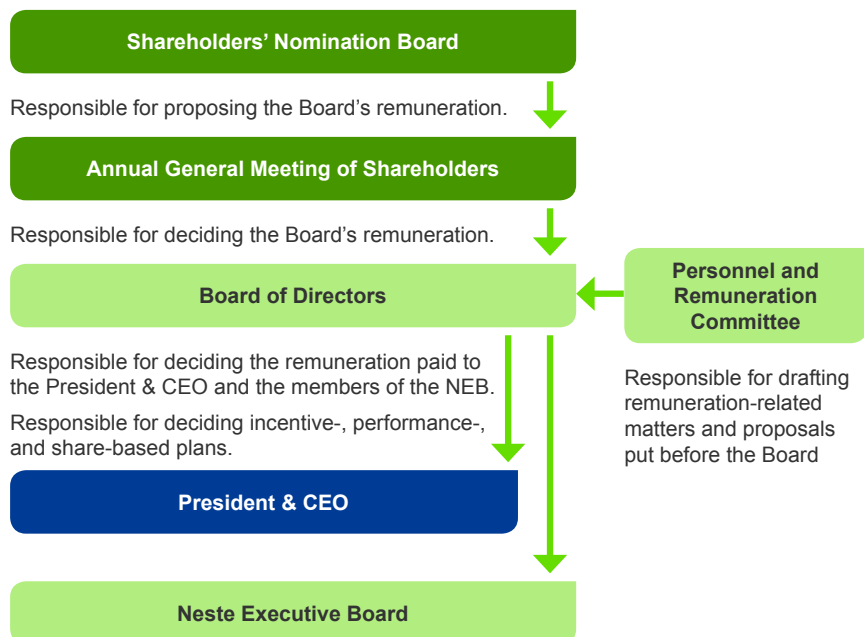 Shareholders’ Nomination Board
Responsible for proposing the Board’s remuneration.
Annual General Meeting of Shareholders
Responsible for deciding the Board’s remuneration.
Board of Directors
Personnel and
Remuneration
Committee
Responsible for deciding the remuneration paid to
the President & CEO and the members of the NEB.
Responsible for deciding incentive-, performance-,
and share-based plans.
Responsible for drafting
remuneration-related
matters and proposals
put before the Board
President & CEO
Neste Executive Board